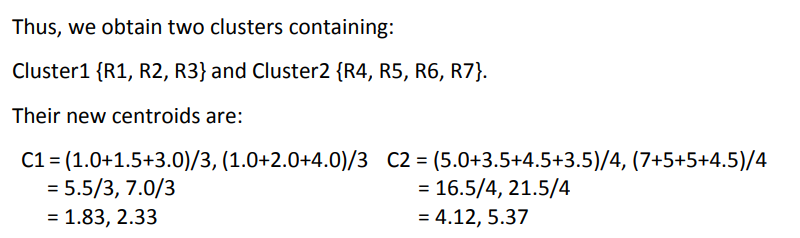 Thus, we obtain two clusters containing:
Cluster1 {R1, R2, R3} and Cluster2 {R4, R5, R6, R7}.
Their new centroids are:
C1 = (1.0+1.5+3.0)/3, (1.0+2.0+4.0)/3   C2 = (5.0+3.5+4.5+3.5)/4, (7+5+5+4.5)/4
= 5.5/3, 7.0/3   = 16.5/4, 21.5/4
= 1.83, 2.33   = 4.12, 5.37